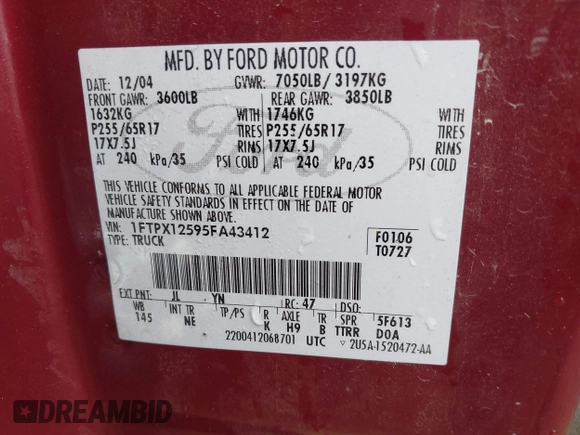 MFD. BY FORD MOTOR CO.
DATE: 12/04 GVWR: 7050LB/ 3197KG
FRONT GAWR: 3600LB REAR GAWR: 3850LB
1632KG WITH 1746KG WITH
P255/65R17 TIRES P255/65R17 TIRES
17X7.5J RIMS 17X7.5J RIMS
AT 240 kPa/35 PSI COLD AT 240 kPa/35 PSI COLD
Ford
THIS VEHICLE CONFORMS TO ALL APPLICABLE FEDERAL MOTOR
VEHICLE SAFETY STANDARDS IN EFFECT ON THE DATE OF
MANUFACTURE SHOWN ABOVE.
VIN: 1FTPX12595FA43412 F0106
TYPE: TRUCK T0727
EXT PNT: JL YN RC: 47 DSO:
WB INT TR TP/PS R AXLE TR SPR 5F613
145 NE K H9 B TTRR DOA
2200412068701 UTC ▽ 2U5A-1520472-AA
DREAMBID